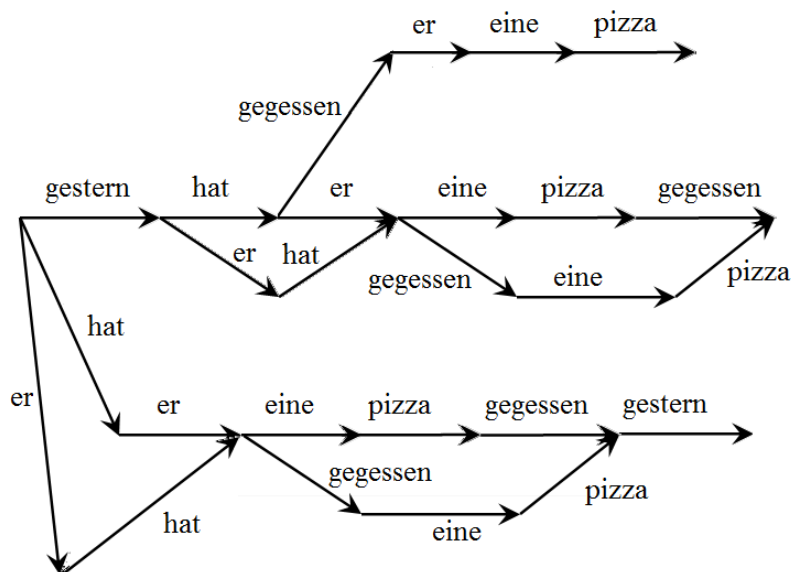 er eine pizza
gegessen
gestern hat er eine pizza gegessen
er hat gegessen eine pizza
hat
er er eine pizza gegessen gestern
gegessen pizza
hat eine